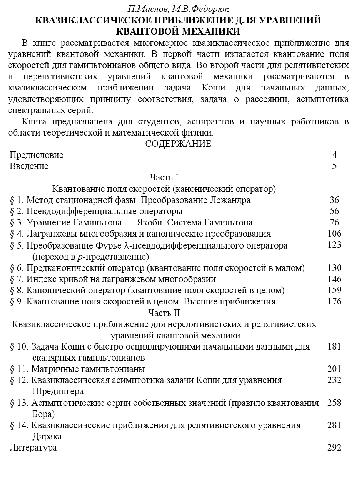 П.Маслов, М.В.Федорюк
КВАЗИКЛАССИЧЕСКОЕ ПРИБЛИЖЕНИЕ ДЛЯ УРАВНЕНИЙ
КВАНТОВОЙ МЕХАНИКИ
В книге рассматривается многомерное квазиклассическое приближение для
уравнений квантовой механики. В первой части излагается квантование поля
скоростей для гамильтонианов общего вида. Во второй части для релятивистских
и нерелятивистских уравнений квантовой механики рассматриваются в
квазиклассическом приближении задача Коши для начальных данных,
удовлетворяющих принципу соответствия, задача о рассеянии, асимптотика
спектральных серий.
Книга предназначена для студентов, аспирантов и научных работников в
области теоретической и математической физики.
СОДЕРЖАНИЕ
Предисловие 4
Введение 5
Часть I
Квантование поля скоростей (канонический оператор)
§ 1. Метод стационарной фазы. Преобразование Лежандра 36
§ 2. Псевдодифференциальные операторы 56
§ 3. Уравнение Гамильтона — Якоби. Система Гамильтона 76
§ 4. Лагранжевы многообразия и канонические преобразования 106
§ 5. Преобразование Фурье λ-псевдодифференциального оператора 123
(переход в p-представление)
§ 6. Предканонический оператор (квантование поля скоростей в малом) 130
§ 7. Индекс кривой на лагранжевом многообразии 146
§ 8. Канонический оператор (квантование поля скоростей в целом) 159
§ 9. Квантование поля скоростей в целом. Высшие приближения 176
Часть II
Квазиклассическое приближение для нерелятивистских и релятивистских
уравнений квантовой механики
§ 10. Задача Коши с быстро осциллирующими начальными данными для 181
скалярных гамильтонианов
§ 11. Матричные гамильтонианы 201
§ 12. Квазиклассическая асимптотика задачи Коши для уравнения 232
Шредингера
§ 13. Асимптотические серии собственных значений (правило квантования 258
Бора)
§ 14. Квазиклассические приближения для релятивистского уравнения 281
Дирака
Литература 292